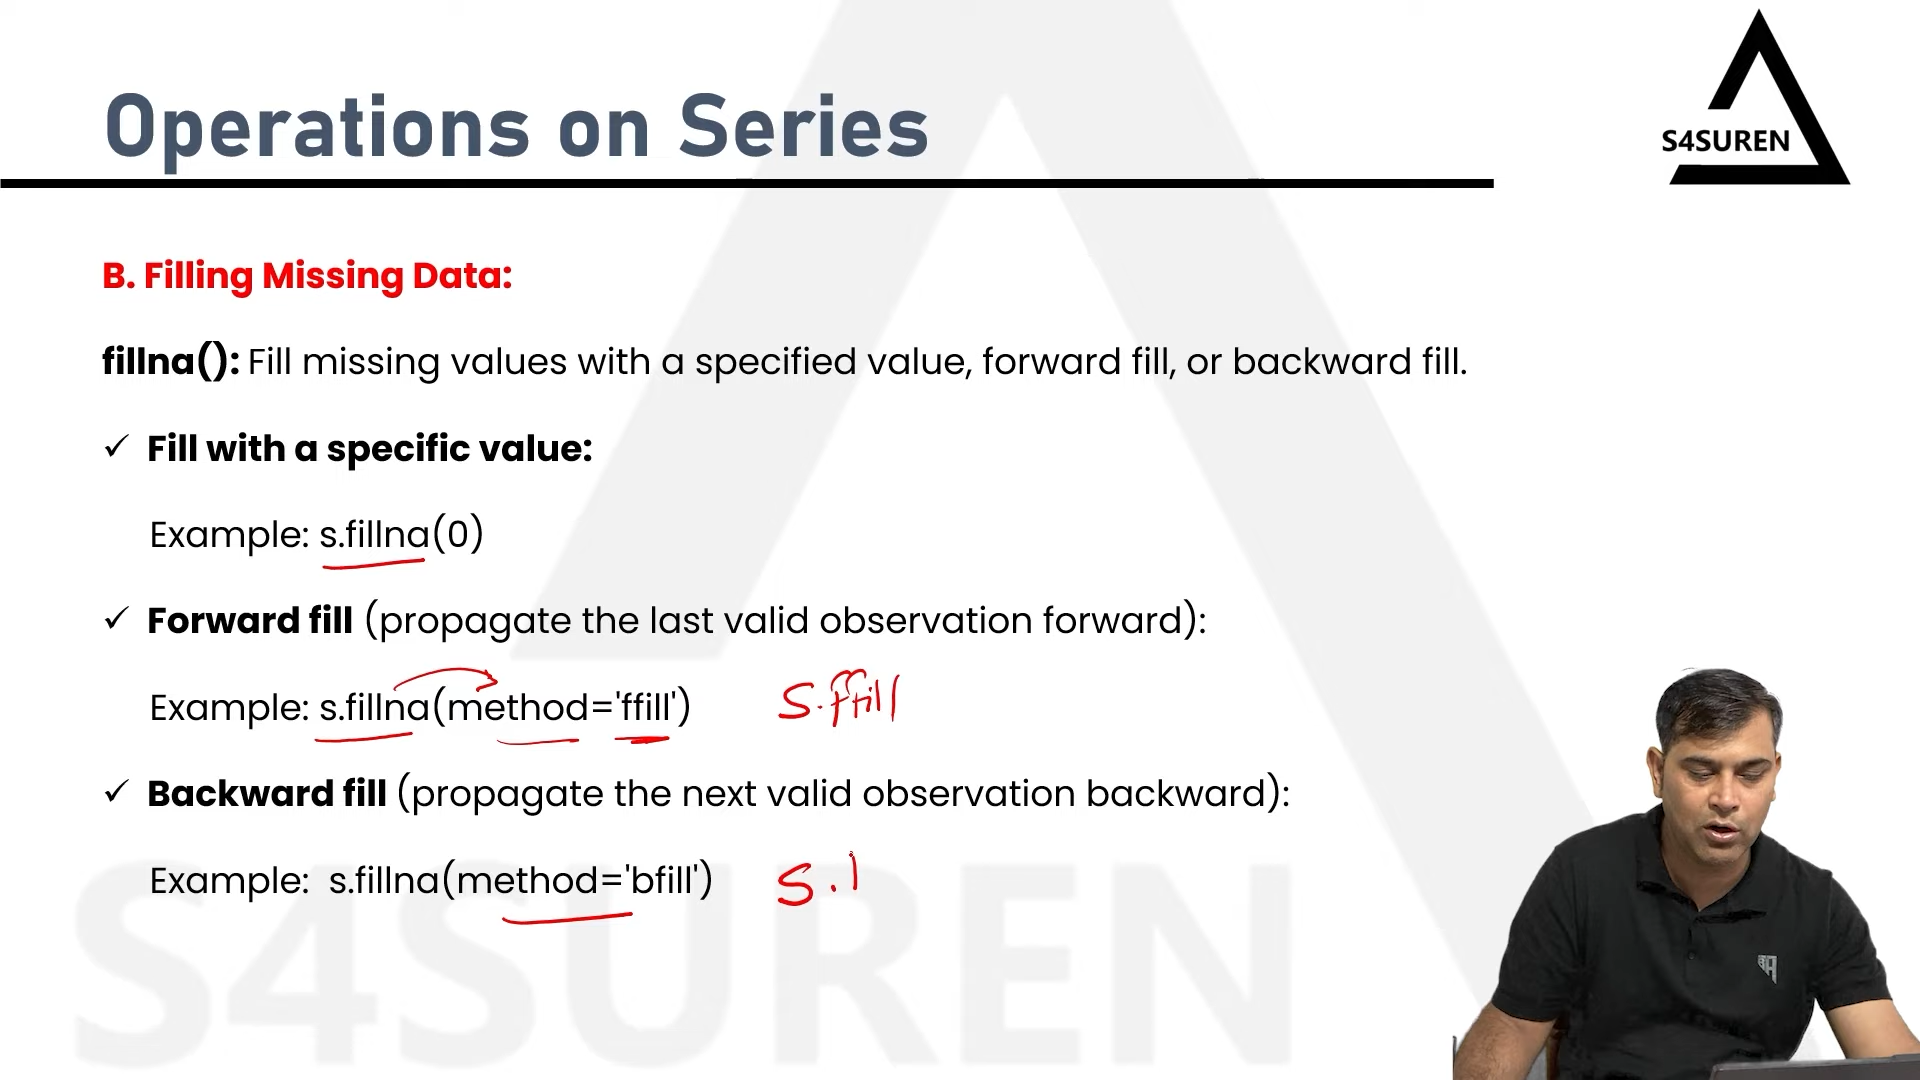 Operations on Series
S4SUREN
B. Filling Missing Data:
fillna(): Fill missing values with a specified value, forward fill, or backward fill.
✓ Fill with a specific value:
Example: s.fillna(0)
✓ Forward fill (propagate the last valid observation forward):
Example: s.fillna(method='ffill') S.ffill
✓ Backward fill (propagate the next valid observation backward):
Example: s.fillna(method='bfill') S.
S4SUREN